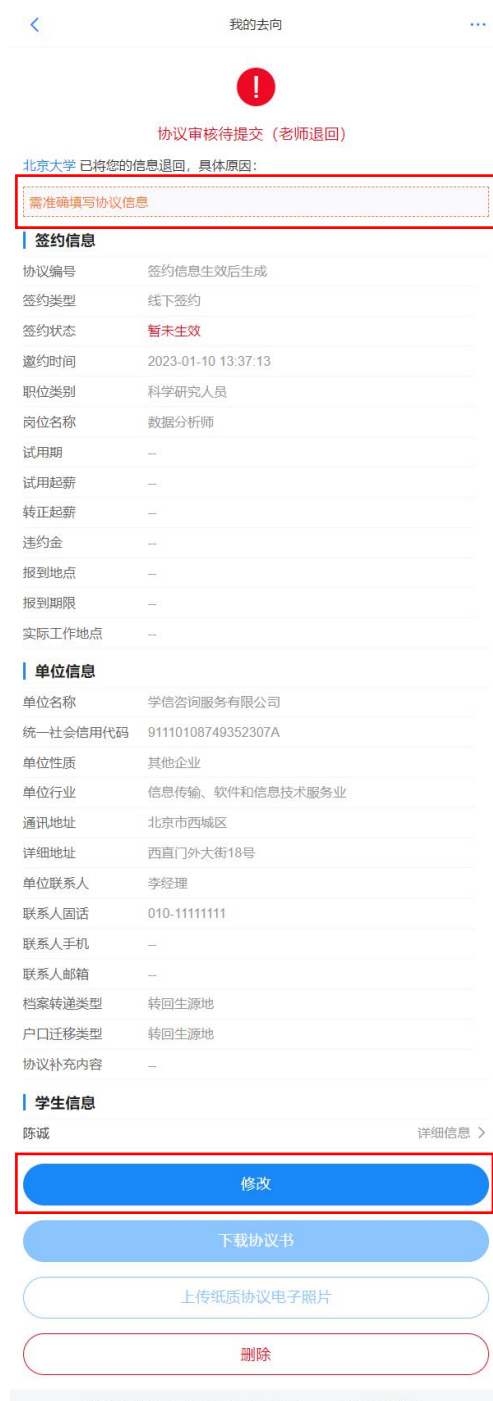 我的去向
协议审核待提交（老师退回）
北京大学 已将您的信息退回，具体原因：
需准确填写协议信息
签约信息
协议编号 签约信息生效后生成
签约类型 线下签约
签约状态 暂未生效
邀约时间 2023-01-10 13:37:13
职位类别 科学研究人员
岗位名称 数据分析师
试用期 --
试用起薪 --
转正起薪 --
违约金 --
报到地点 --
报到期限 --
实际工作地点 --
单位信息
单位名称 学信咨询服务有限公司
统一社会信用代码 91110108749352307A
单位性质 其他企业
单位行业 信息传输、软件和信息技术服务业
通讯地址 北京市西城区
详细地址 西直门外大街18号
单位联系人 李经理
联系人固话 010-11111111
联系人手机 --
联系人邮箱 --
档案转递类型 转回生源地
户口迁移类型 转回生源地
协议补充内容 --
学生信息
陈诚 详细信息
修改
下载协议书
上传纸质协议电子照片
删除